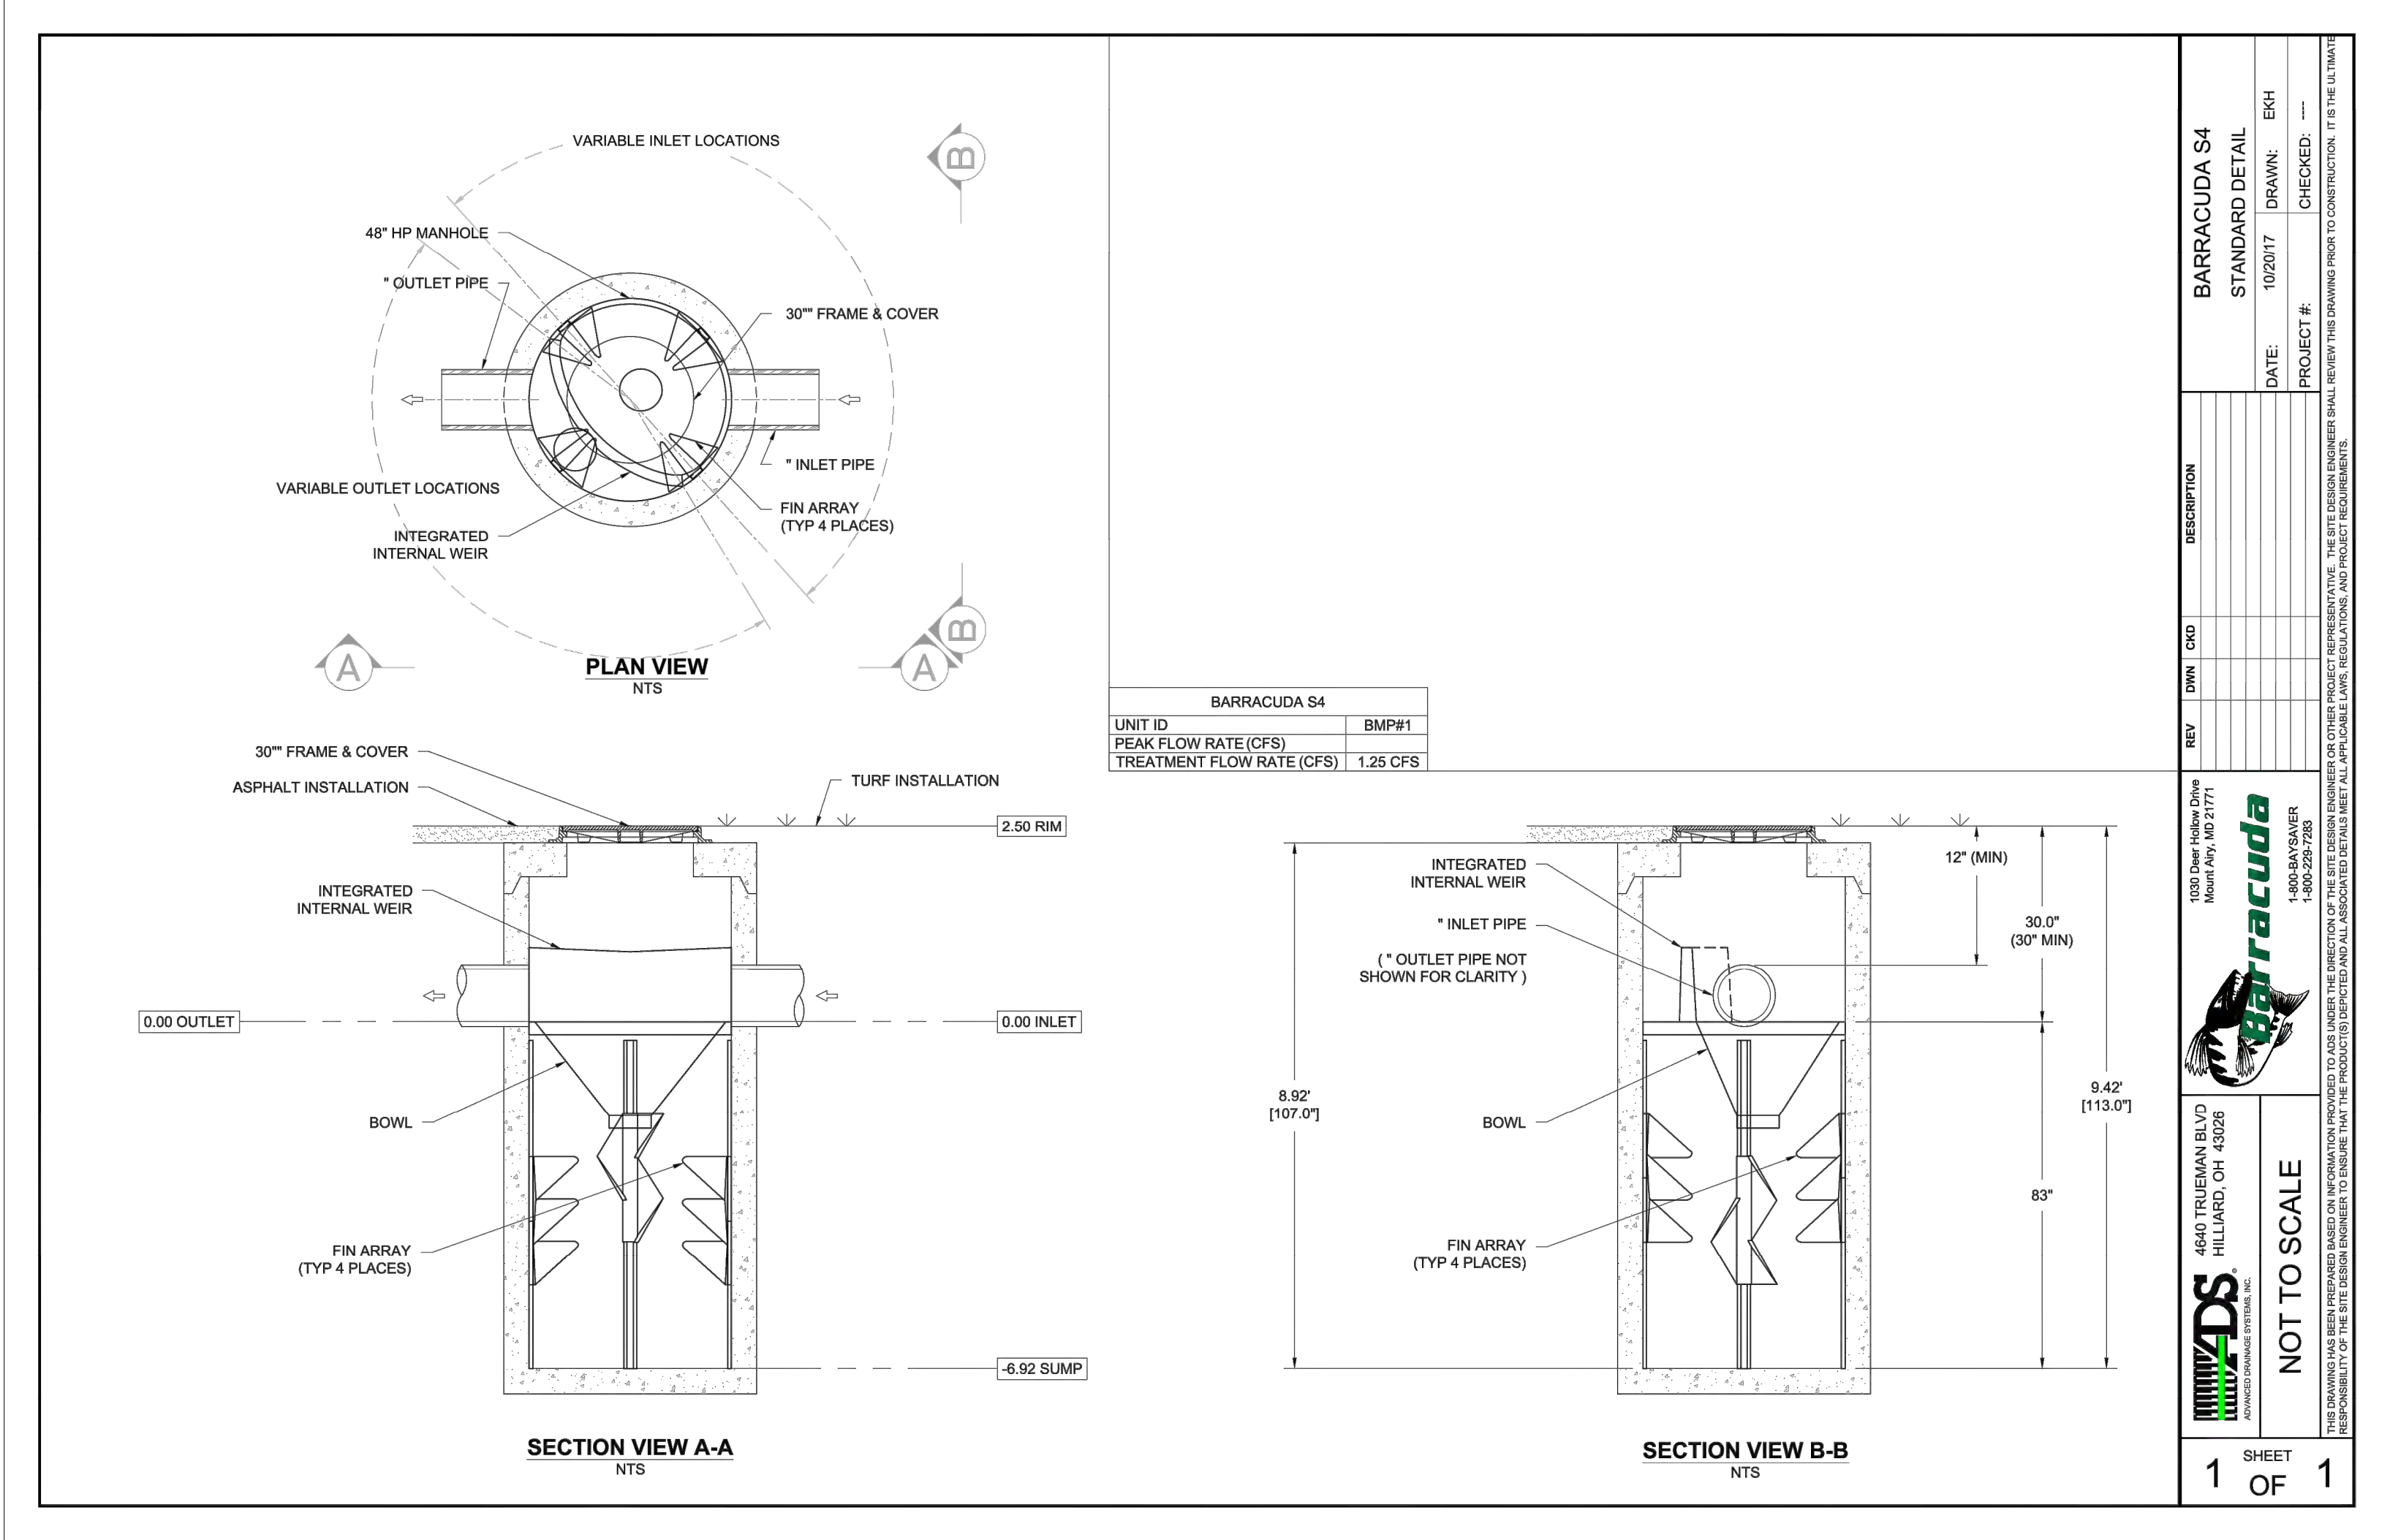 VARIABLE INLET LOCATIONS
48" HP MANHOLE
" OUTLET PIPE
30"" FRAME & COVER
" INLET PIPE
VARIABLE OUTLET LOCATIONS
FIN ARRAY
(TYP 4 PLACES)
INTEGRATED
INTERNAL WEIR
B
B
A
A
PLAN VIEW
NTS
BARRACUDA S4
UNIT ID BMP#1
PEAK FLOW RATE (CFS)
TREATMENT FLOW RATE (CFS) 1.25 CFS
30"" FRAME & COVER
ASPHALT INSTALLATION
TURF INSTALLATION
2.50 RIM
INTEGRATED
INTERNAL WEIR
0.00 OUTLET
0.00 INLET
BOWL
FIN ARRAY
(TYP 4 PLACES)
-6.92 SUMP
SECTION VIEW A-A
NTS
INTEGRATED
INTERNAL WEIR
" INLET PIPE
( " OUTLET PIPE NOT
SHOWN FOR CLARITY )
12" (MIN)
30.0"
(30" MIN)
8.92'
[107.0"]
9.42'
[113.0"]
BOWL
83"
FIN ARRAY
(TYP 4 PLACES)
SECTION VIEW B-B
NTS
BARRACUDA S4
STANDARD DETAIL
DATE: 10/20/17 DRAWN: EKH
PROJECT #: CHECKED: ----
REV DWN CKD DESCRIPTION
1030 Deer Hollow Drive
Mount Airy, MD 21771
Barracuda
1-800-BAYSAVER
1-800-229-7283
4640 TRUEMAN BLVD
HILLIARD, OH 43026
ADS®
ADVANCED DRAINAGE SYSTEMS, INC.
NOT TO SCALE
THIS DRAWING HAS BEEN PREPARED BASED ON INFORMATION PROVIDED TO ADS UNDER THE DIRECTION OF THE SITE DESIGN ENGINEER OR OTHER PROJECT REPRESENTATIVE. THE SITE DESIGN ENGINEER SHALL REVIEW THIS DRAWING PRIOR TO CONSTRUCTION. IT IS THE ULTIMATE
RESPONSIBILITY OF THE SITE DESIGN ENGINEER TO ENSURE THAT THE PRODUCT(S) DEPICTED AND ALL ASSOCIATED DETAILS MEET ALL APPLICABLE LAWS, REGULATIONS, AND PROJECT REQUIREMENTS.
SHEET
1 OF 1